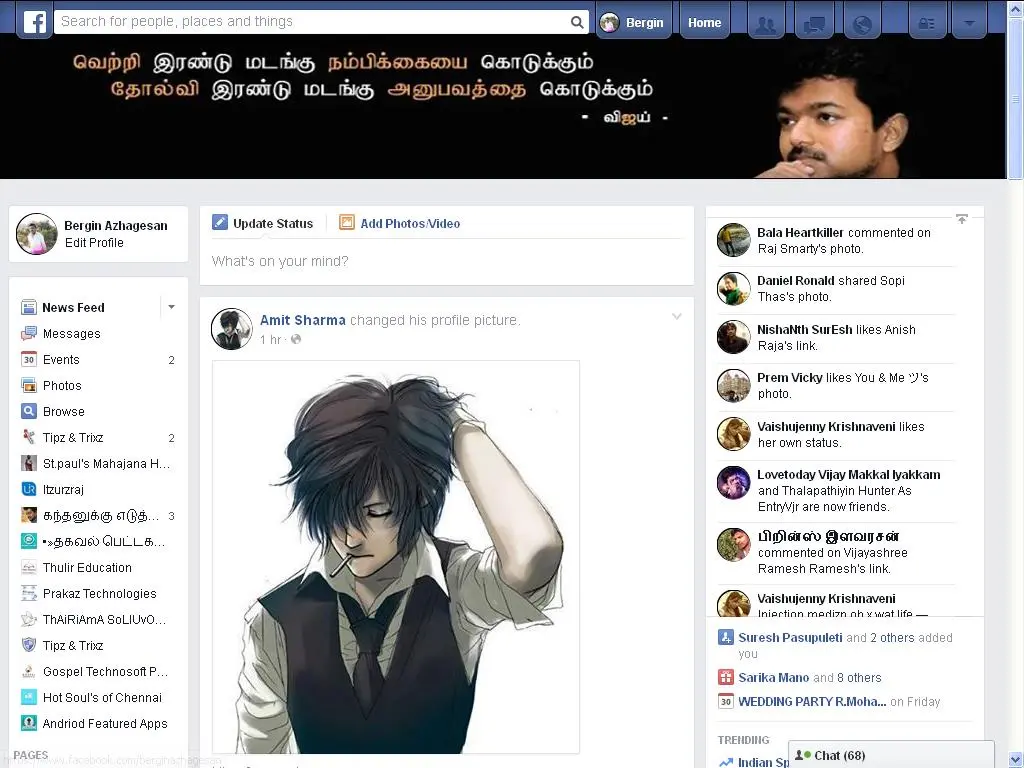 Search for people, places and things
Bergin
Home
வெற்றி இரண்டு மடங்கு நம்பிக்கையை கொடுக்கும்
தோல்வி இரண்டு மடங்கு அனுபவத்தை கொடுக்கும்
- விஜய் -
Bergin Azhagesan
Edit Profile
News Feed
Messages
Events 2
Photos
Browse
Tipz & Trixz 2
St.paul's Mahajana H...
Itzurzraj
கந்தனுக்கு எடுத்... 3
•»தகவல் பெட்டக...
Thulir Education
Prakaz Technologies
ThAiRiAmA SoLlUvO...
Tipz & Trixz
Gospel Technosoft P...
Hot Soul's of Chennai
Andriod Featured Apps
PAGES
https://www.facebook.com/berginazhagesan
Update Status
Add Photos/Video
What's on your mind?
Amit Sharma changed his profile picture.
1 hr ·
Bala Heartkiller commented on
Raj Smarty's photo.
Daniel Ronald shared Sopi
Thas's photo.
NishaNth SurEsh likes Anish
Raja's link.
Prem Vicky likes You & Me ツ's
photo.
Vaishujenny Krishnaveni likes
her own status.
Lovetoday Vijay Makkal Iyakkam
and Thalapathiyin Hunter As
EntryVjr are now friends.
பிறின்ஸ் இளவரசன்
commented on Vijayashree
Ramesh Ramesh's link.
Vaishujenny Krishnaveni
Suresh Pasupuleti and 2 others added
you
Sarika Mano and 8 others
30 WEDDING PARTY R.Moha... on Friday
TRENDING
Indian Sp
Chat (68)